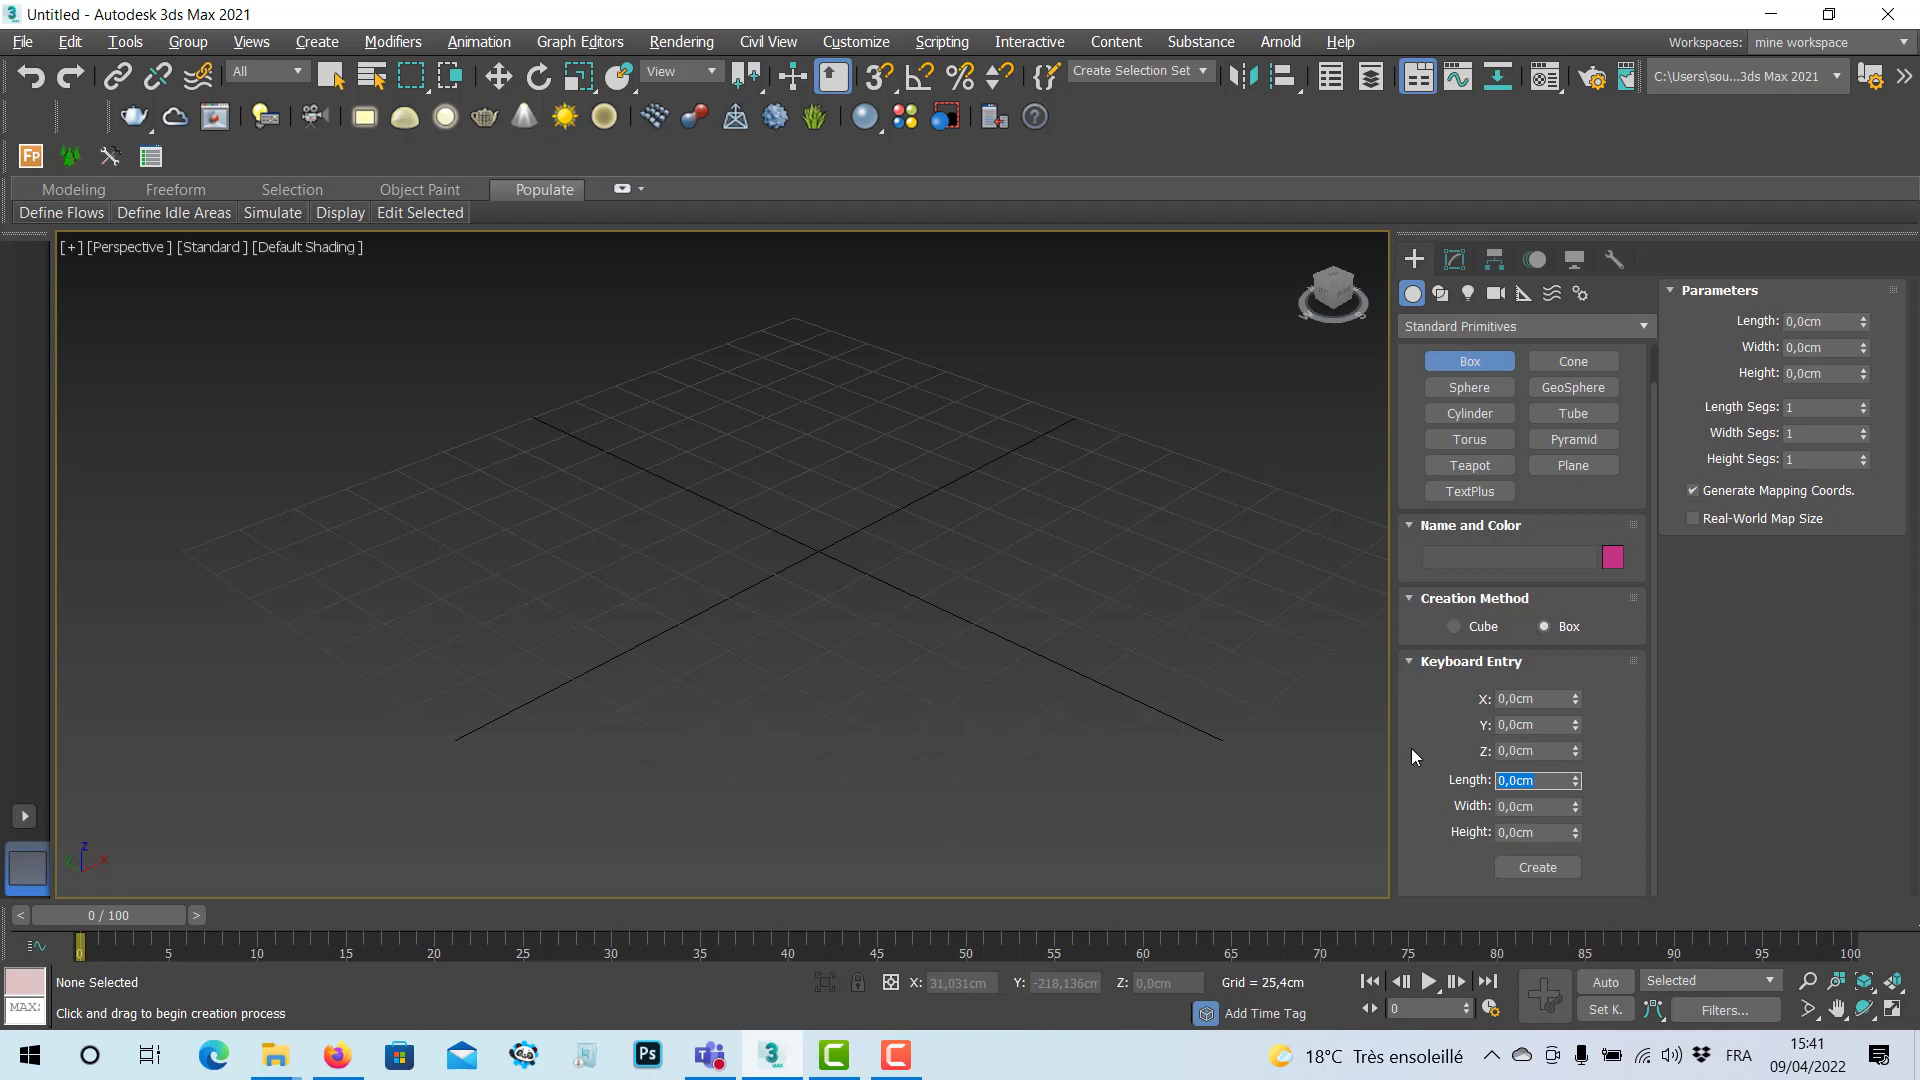 Untitled - Autodesk 3ds Max 2021
File Edit Tools Group Views Create Modifiers Animation Graph Editors Rendering Civil View Customize Scripting Interactive Content Substance Arnold Help Workspaces: mine workspace
All View Create Selection Set C:\Users\sou...3ds Max 2021
Fp
Modeling Freeform Selection Object Paint Populate
Define Flows Define Idle Areas Simulate Display Edit Selected
[+] [Perspective ] [Standard ] [Default Shading ]
Standard Primitives
Box Cone
Sphere GeoSphere
Cylinder Tube
Torus Pyramid
Teapot Plane
TextPlus
Name and Color
Creation Method
Cube Box
Keyboard Entry
X: 0,0cm
Y: 0,0cm
Z: 0,0cm
Length: 0,0cm
Width: 0,0cm
Height: 0,0cm
Create
Parameters
Length: 0,0cm
Width: 0,0cm
Height: 0,0cm
Length Segs: 1
Width Segs: 1
Height Segs: 1
Generate Mapping Coords.
Real-World Map Size
z
x
< 0 / 100 >
0 5 10 15 20 25 30 35 40 45 50 55 60 65 70 75 80 85 90 95 100
None Selected X: 31,031cm Y: -218,136cm Z: 0,0cm Grid = 25,4cm Auto Selected
MAX: Click and drag to begin creation process Add Time Tag 0 Set K. Filters...
Ps 3 MAX C C 18°C Très ensoleillé FRA 15:41
09/04/2022